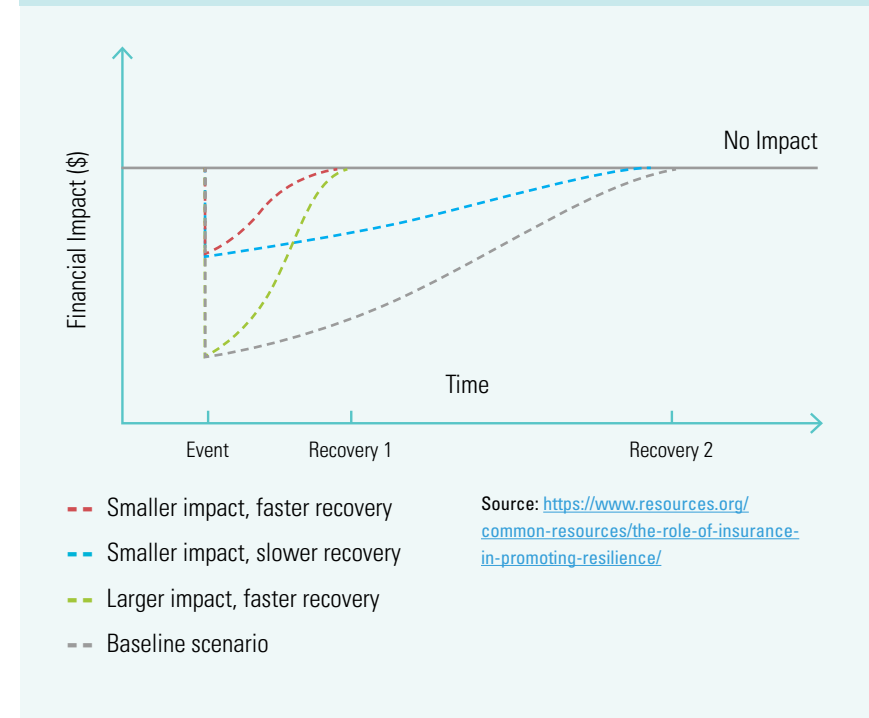 No Impact
Financial Impact ($)
Time
Event
Recovery 1
Recovery 2
Smaller impact, faster recovery
Smaller impact, slower recovery
Larger impact, faster recovery
Baseline scenario
Source: https://www.resources.org/
common-resources/the-role-of-insurance-
in-promoting-resilience/